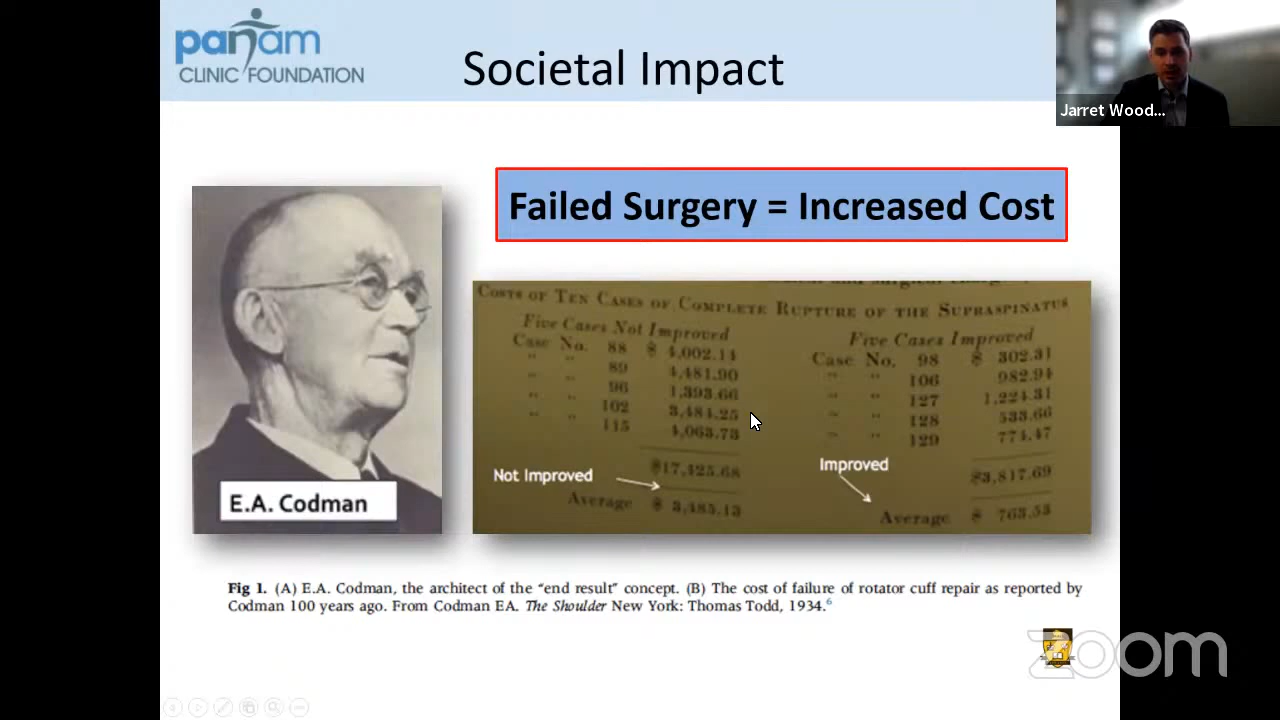 panam
CLINIC FOUNDATION
Societal Impact
Jarret Wood...
Failed Surgery = Increased Cost
COSTS OF TEN CASES OF COMPLETE RUPTURE OF THE SUPRASPINATUS
Five Cases Not Improved
Case No. 88 $ 4,002.14
" " 89 4,481.90
" " 96 1,393.66
" " 102 3,484.25
" " 115 4,063.73
$17,425.68
Not Improved
Average $ 3,485.13
Five Cases Improved
Case No. 98 $ 302.31
" " 106 982.94
" " 127 1,224.31
" " 128 533.66
" " 129 774.47
Improved
$3,817.69
Average $ 763.53
E.A. Codman
Fig 1. (A) E.A. Codman, the architect of the “end result” concept. (B) The cost of failure of rotator cuff repair as reported by
Codman 100 years ago. From Codman EA. The Shoulder New York: Thomas Todd, 1934.6
zoom